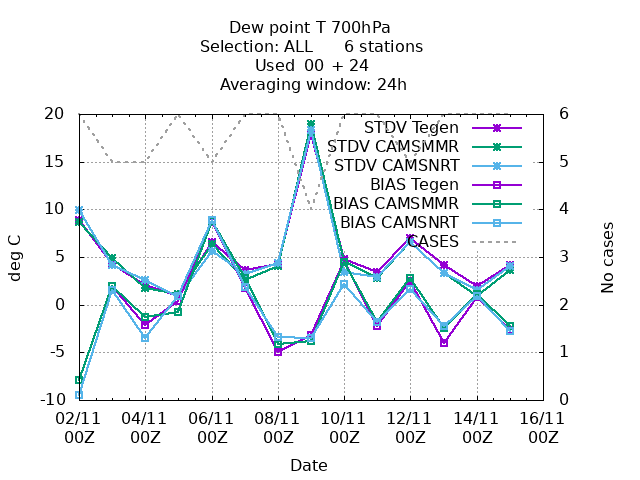 Dew point T 700hPa
Selection: ALL 6 stations
Used 00 + 24
Averaging window: 24h
20
15
10
5
0
-5
-10
6
5
4
3
2
1
0
deg C
No cases
STDV Tegen
STDV CAMSMMR
STDV CAMSNRT
BIAS Tegen
BIAS CAMSMMR
BIAS CAMSNRT
CASES
02/11 04/11 06/11 08/11 10/11 12/11 14/11 16/11
00Z 00Z 00Z 00Z 00Z 00Z 00Z 00Z
Date